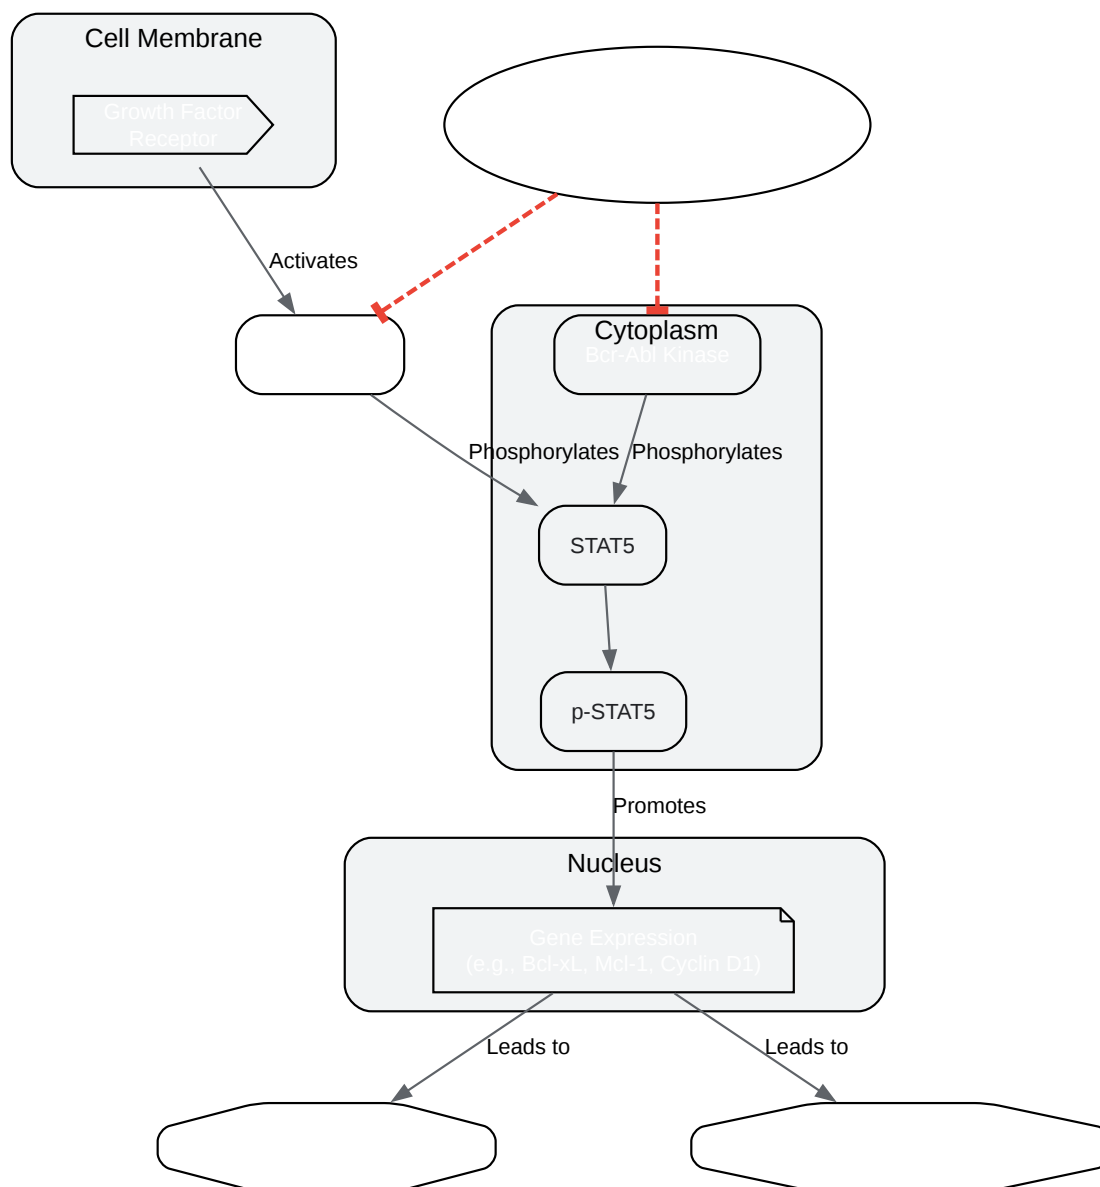 Cell Membrane
Growth Factor
Receptor
Activates
Cytoplasm
Bcr-Abl Kinase
Phosphorylates
Phosphorylates
STAT5
p-STAT5
Promotes
Nucleus
Gene Expression
(e.g., Bcl-xL, Mcl-1, Cyclin D1)
Leads to
Leads to